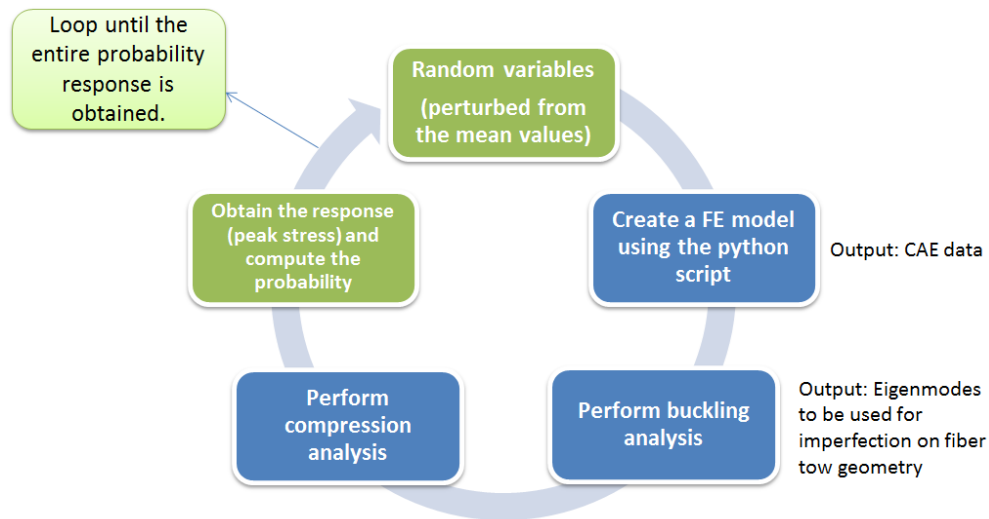 Loop until the
entire probability
response is
obtained.
Random variables
(perturbed from
the mean values)
Create a FE model
using the python
script
Output: CAE data
Perform buckling
analysis
Output: Eigenmodes
to be used for
imperfection on fiber
tow geometry
Perform
compression
analysis
Obtain the response
(peak stress) and
compute the
probability